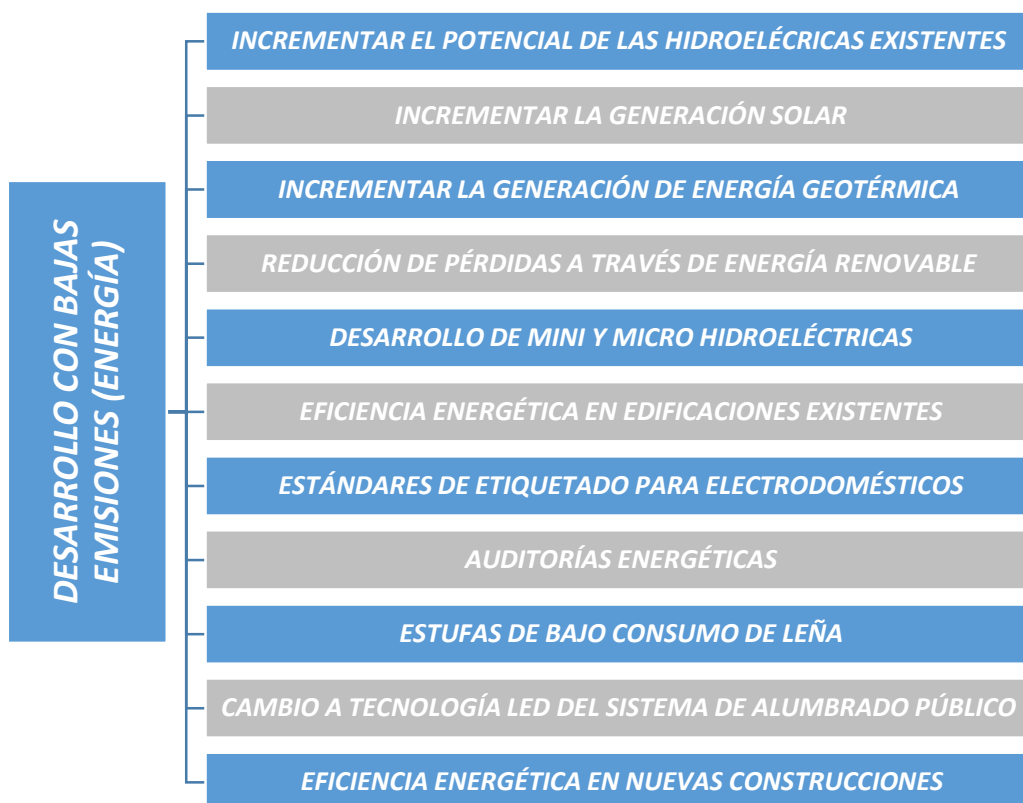 DESARROLLO CON BAJAS
EMISIONES (ENERGÍA)
INCREMENTAR EL POTENCIAL DE LAS HIDROELÉCRICAS EXISTENTES
INCREMENTAR LA GENERACIÓN SOLAR
INCREMENTAR LA GENERACIÓN DE ENERGÍA GEOTÉRMICA
REDUCCIÓN DE PÉRDIDAS A TRAVÉS DE ENERGÍA RENOVABLE
DESARROLLO DE MINI Y MICRO HIDROELÉCTRICAS
EFICIENCIA ENERGÉTICA EN EDIFICACIONES EXISTENTES
ESTÁNDARES DE ETIQUETADO PARA ELECTRODOMÉSTICOS
AUDITORÍAS ENERGÉTICAS
ESTUFAS DE BAJO CONSUMO DE LEÑA
CAMBIO A TECNOLOGÍA LED DEL SISTEMA DE ALUMBRADO PÚBLICO
EFICIENCIA ENERGÉTICA EN NUEVAS CONSTRUCCIONES